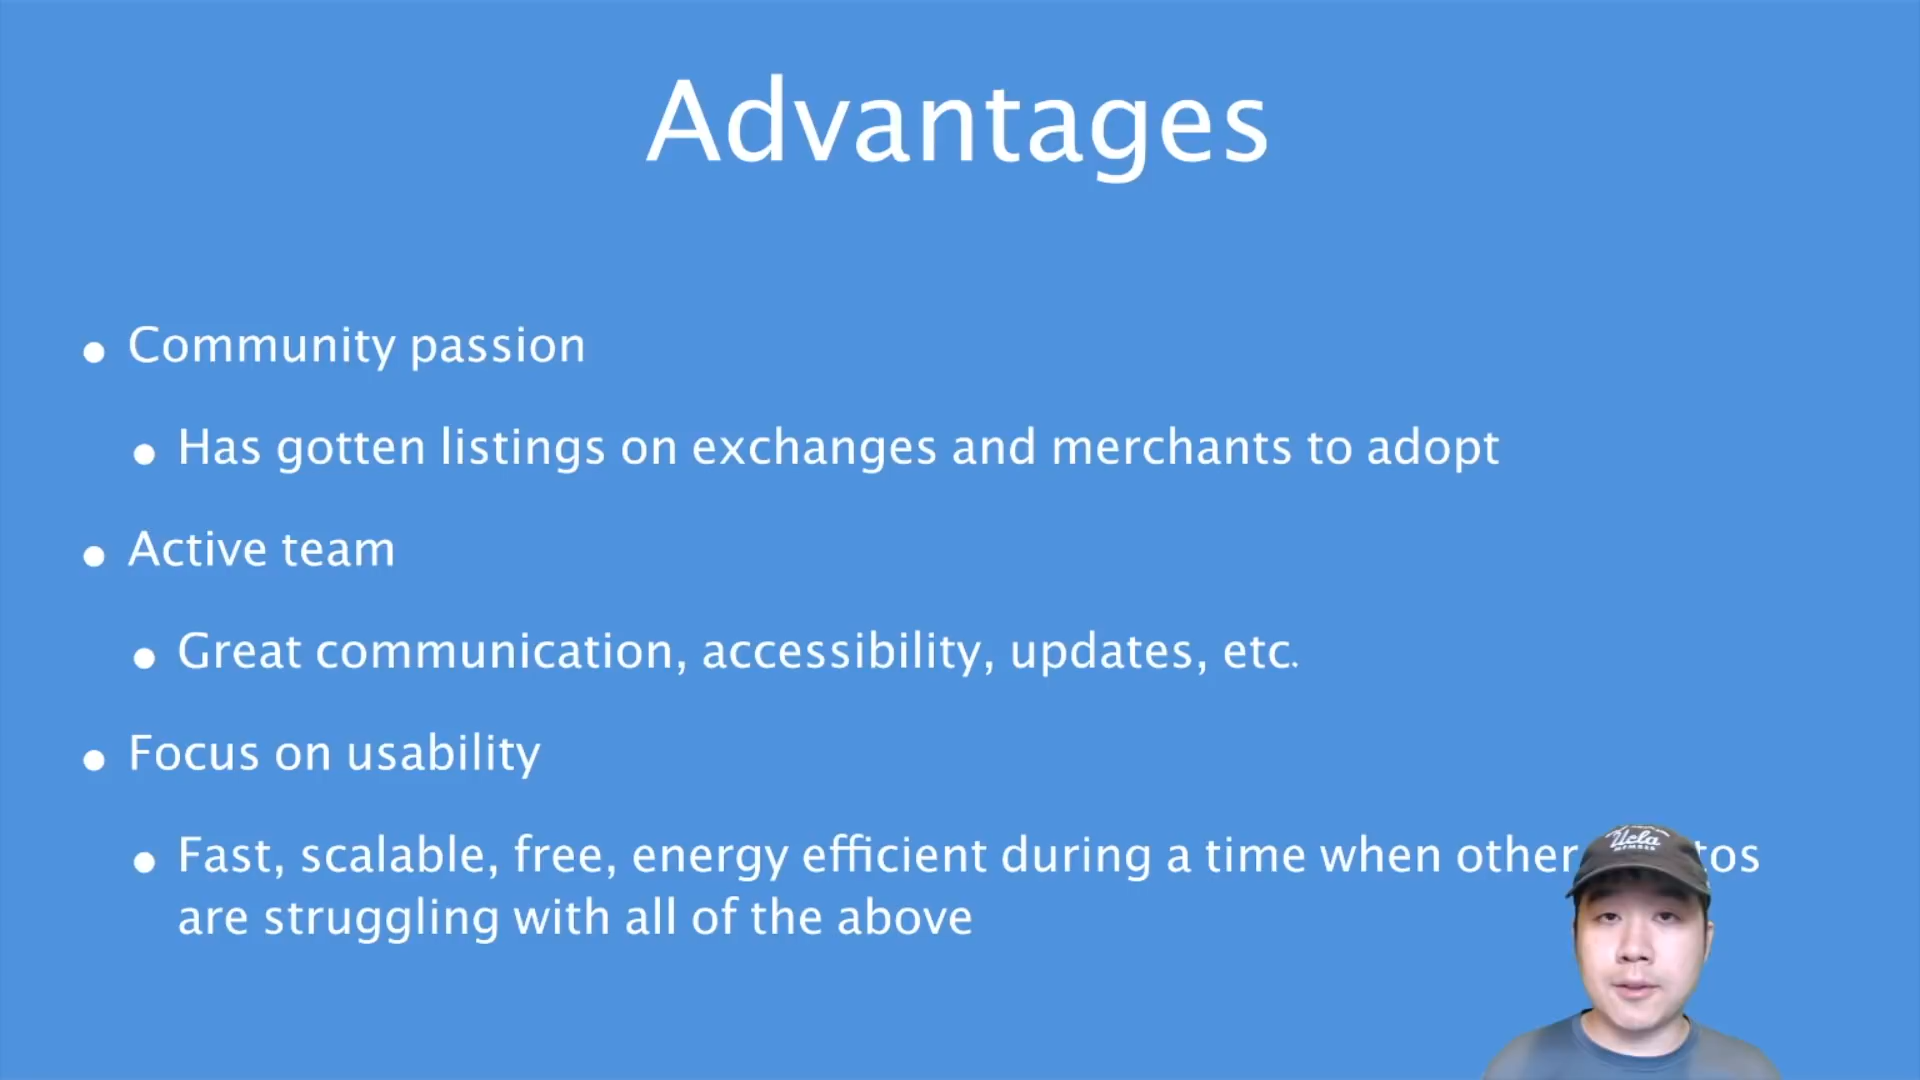 Advantages
• Community passion
• Has gotten listings on exchanges and merchants to adopt
• Active team
• Great communication, accessibility, updates, etc.
• Focus on usability
• Fast, scalable, free, energy efficient during a time when other
are struggling with all of the above
Ucla